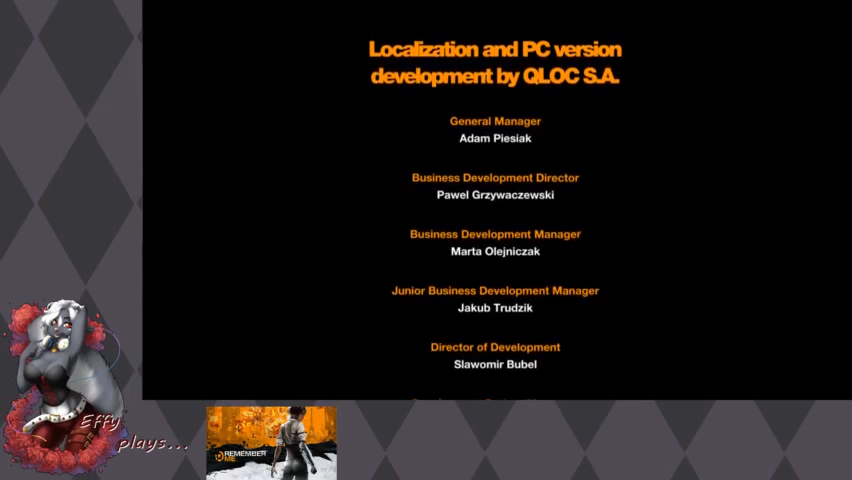 Localization and PC version
development by QLOC S.A.
General Manager
Adam Piesiak
Business Development Director
Pawel Grzywaczewski
Business Development Manager
Marta Olejniczak
Junior Business Development Manager
Jakub Trudzik
Director of Development
Slawomir Bubel
Effy
plays...
REMEMBER
ME